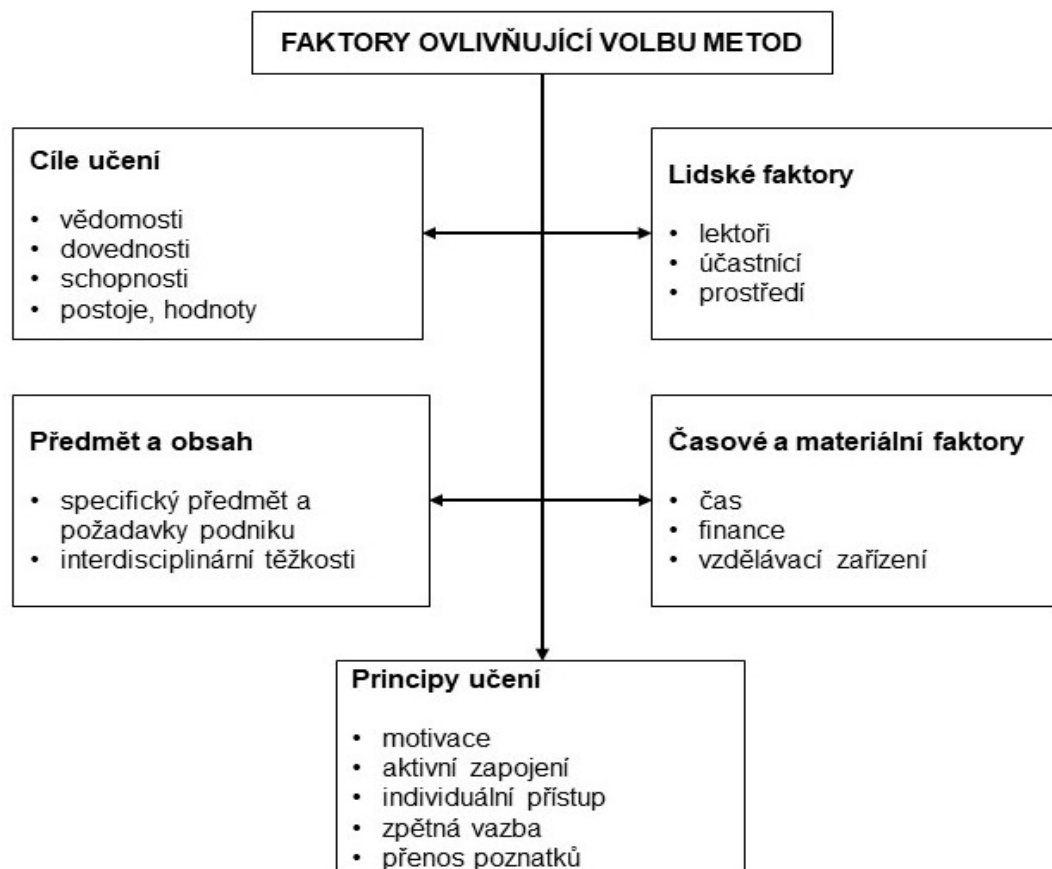 FAKTORY OVLIVŇUJÍCÍ VOLBU METOD
Cíle učení
• vědomosti
• dovednosti
• schopnosti
• postoje, hodnoty
Lidské faktory
• lektoři
• účastnící
• prostředí
Předmět a obsah
• specifický předmět a
požadavky podniku
• interdisciplinární těžkosti
Časové a materiální faktory
• čas
• finance
• vzdělávací zařízení
Principy učení
• motivace
• aktivní zapojení
• individuální přístup
• zpětná vazba
• přenos poznatků